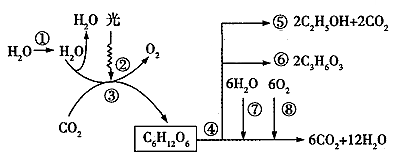 H₂O 光
⑤ 2C₂H₅OH+2CO₂
H₂O ① H₂O
O₂
②
⑥ 2C₃H₆O₃
③
6H₂O 6O₂
⑦ ⑧
CO₂
C₆H₁₂O₆ ④
6CO₂+12H₂O